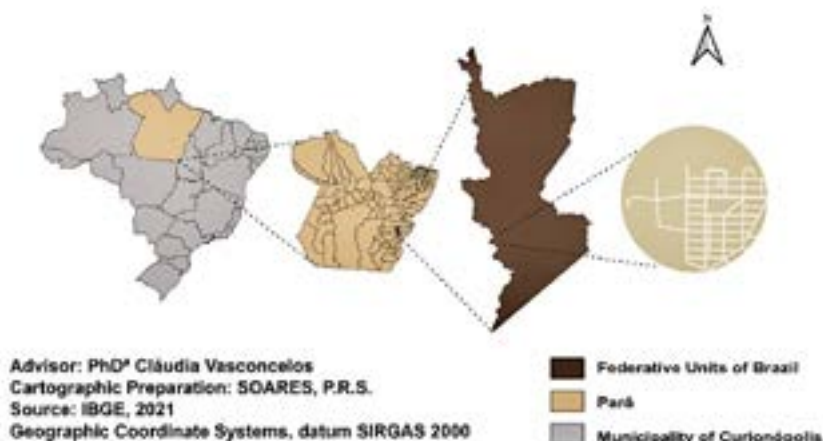 N
Advisor: PhDª Cláudia Vasconcelos
Cartographic Preparation: SOARES, P.R.S.
Source: IBGE, 2021
Geographic Coordinate Systems, datum SIRGAS 2000
Federative Units of Brazil
Pará
Municipality of Curionópolis